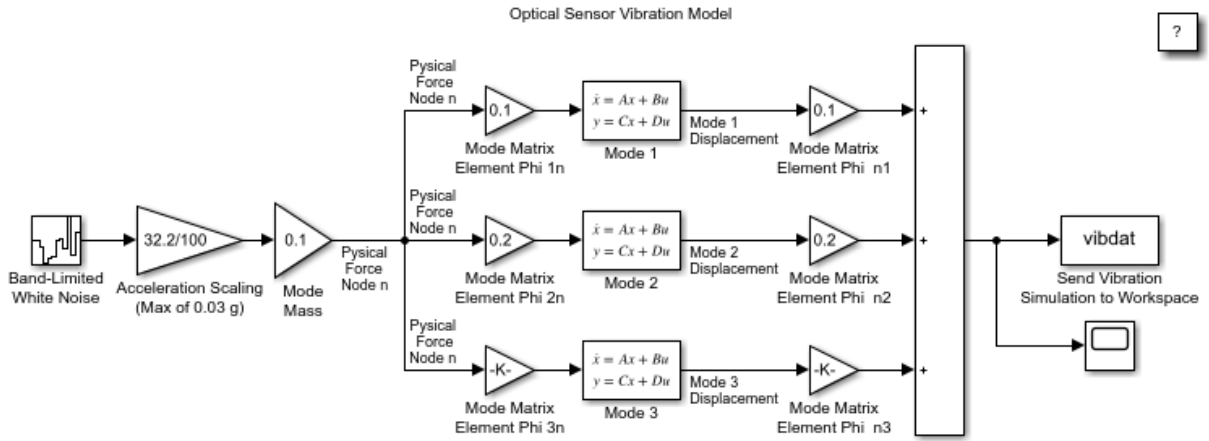 Optical Sensor Vibration Model
?
Pysical
Force
Node n
0.1
Mode Matrix
Element Phi 1n
ẋ = Ax + Bu
y = Cx + Du
Mode 1
Mode 1
Displacement
0.1
Mode Matrix
Element Phi n1
+
Band-Limited
White Noise
32.2/100
Acceleration Scaling
(Max of 0.03 g)
0.1
Mode
Mass
Pysical
Force
Node n
Pysical
Force
Node n
0.2
Mode Matrix
Element Phi 2n
ẋ = Ax + Bu
y = Cx + Du
Mode 2
Mode 2
Displacement
0.2
Mode Matrix
Element Phi n2
+
vibdat
Send Vibration
Simulation to Workspace
Pysical
Force
Node n
-K-
Mode Matrix
Element Phi 3n
ẋ = Ax + Bu
y = Cx + Du
Mode 3
Mode 3
Displacement
-K-
Mode Matrix
Element Phi n3
+